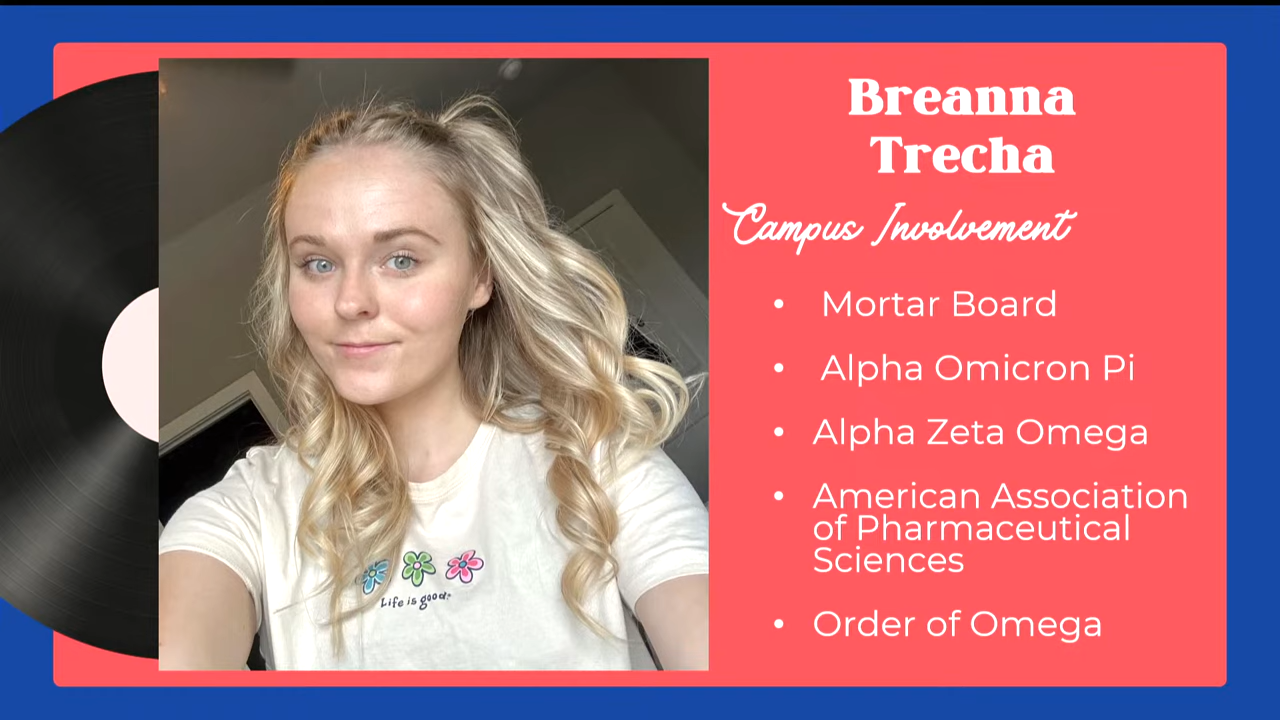 Breanna
Trecha
Campus Involvement
• Mortar Board
• Alpha Omicron Pi
• Alpha Zeta Omega
• American Association
of Pharmaceutical
Sciences
• Order of Omega
Life is good.